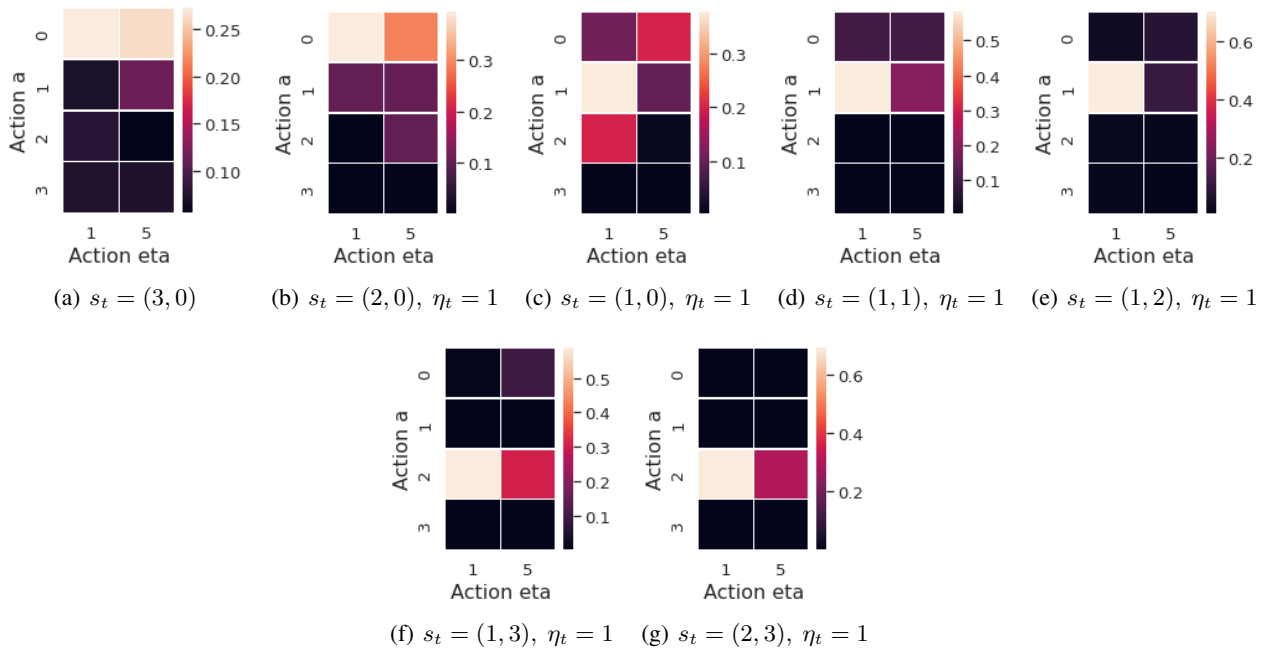 0
1
2
3
Action a
1 5
Action eta
0.25
0.20
0.15
0.10
(a) s_t = (3, 0)
0
1
2
3
Action a
1 5
Action eta
0.3
0.2
0.1
(b) s_t = (2, 0), η_t = 1
0
1
2
3
Action a
1 5
Action eta
0.3
0.2
0.1
(c) s_t = (1, 0), η_t = 1
0
1
2
3
Action a
1 5
Action eta
0.5
0.4
0.3
0.2
0.1
(d) s_t = (1, 1), η_t = 1
0
1
2
3
Action a
1 5
Action eta
0.6
0.4
0.2
(e) s_t = (1, 2), η_t = 1
0
1
2
3
Action a
1 5
Action eta
0.5
0.4
0.3
0.2
0.1
(f) s_t = (1, 3), η_t = 1
0
1
2
3
Action a
1 5
Action eta
0.6
0.4
0.2
(g) s_t = (2, 3), η_t = 1